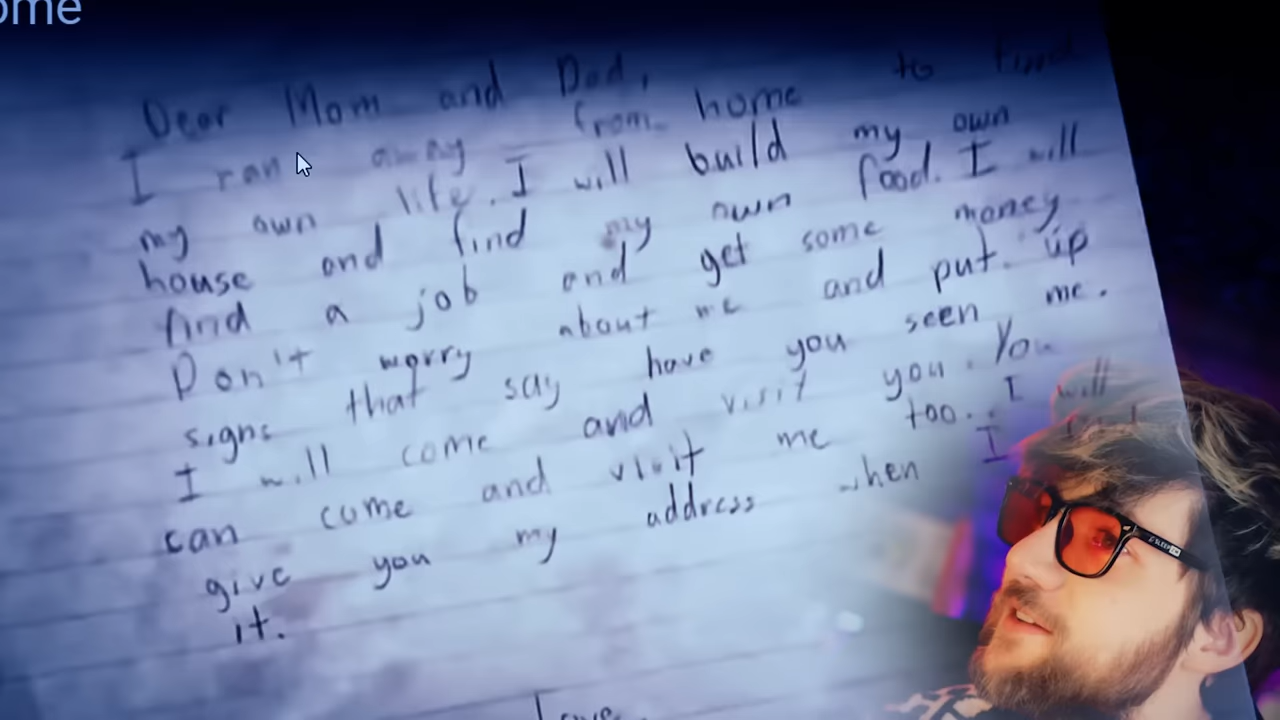 ome
Dear Mom and Dad,
I ran away from home to find
my own life. I will build my own
house and find my own food. I will
find a job and get some money
Don't worry about me and put up
signs that say have you seen me.
I will come and visit you. You
can come and visit me too. I will
give you my address when I find
it.
Love